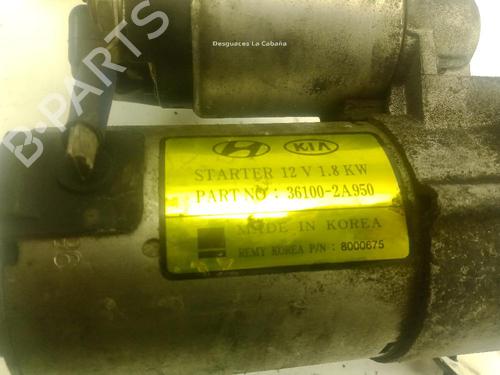 Desguaces La Cabaña
B-PARTS
KIA
STARTER 12 V 1.8 KW
PART NO : 36100-2A950
MADE IN KOREA
REMY KOREA P/N : 8000675